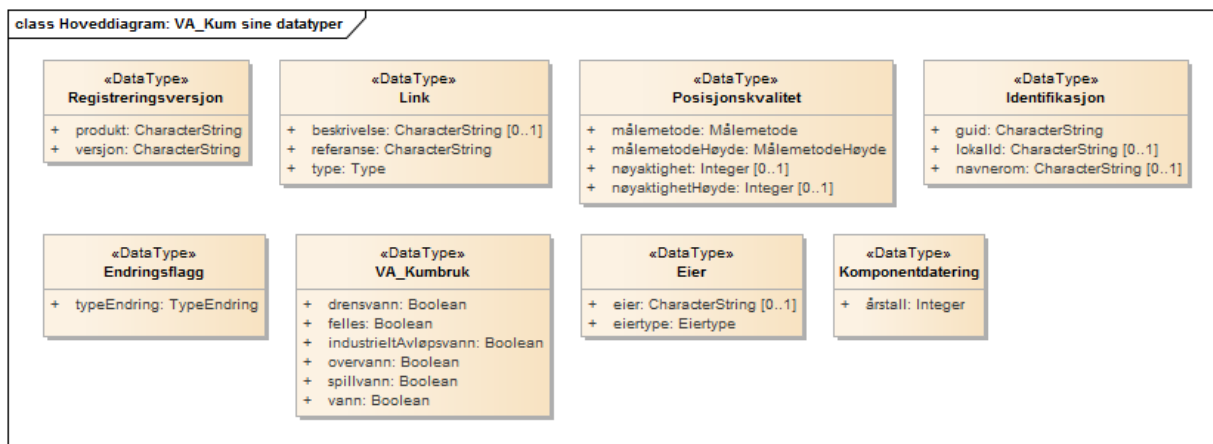 class Hoveddiagram: VA_Kum sine datatyper
«DataType»
Registreringsversjon
+ produkt: CharacterString
+ versjon: CharacterString
«DataType»
Link
+ beskrivelse: CharacterString [0..1]
+ referanse: CharacterString
+ type: Type
«DataType»
Posisjonskvalitet
+ målemetode: Målemetode
+ målemetodeHøyde: MålemetodeHøyde
+ nøyaktighet: Integer [0..1]
+ nøyaktighetHøyde: Integer [0..1]
«DataType»
Identifikasjon
+ guid: CharacterString
+ lokalId: CharacterString [0..1]
+ navnerom: CharacterString [0..1]
«DataType»
Endringsflagg
+ typeEndring: TypeEndring
«DataType»
VA_Kumbruk
+ drensvann: Boolean
+ felles: Boolean
+ industrieltAvløpsvann: Boolean
+ overvann: Boolean
+ spillvann: Boolean
+ vann: Boolean
«DataType»
Eier
+ eier: CharacterString [0..1]
+ eiertype: Eiertype
«DataType»
Komponentdatering
+ årstall: Integer